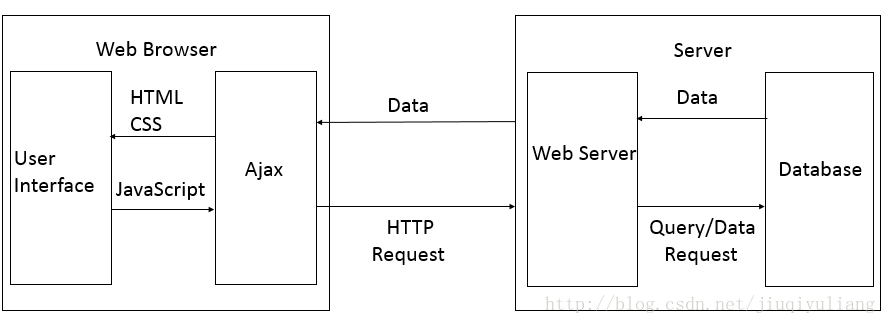 Web Browser
Server
HTML
CSS
User
Interface
JavaScript
Ajax
Data
HTTP
Request
Web Server
Data
Query/Data
Request
Database
http://blog.csdn.net/jiuqiyuliang